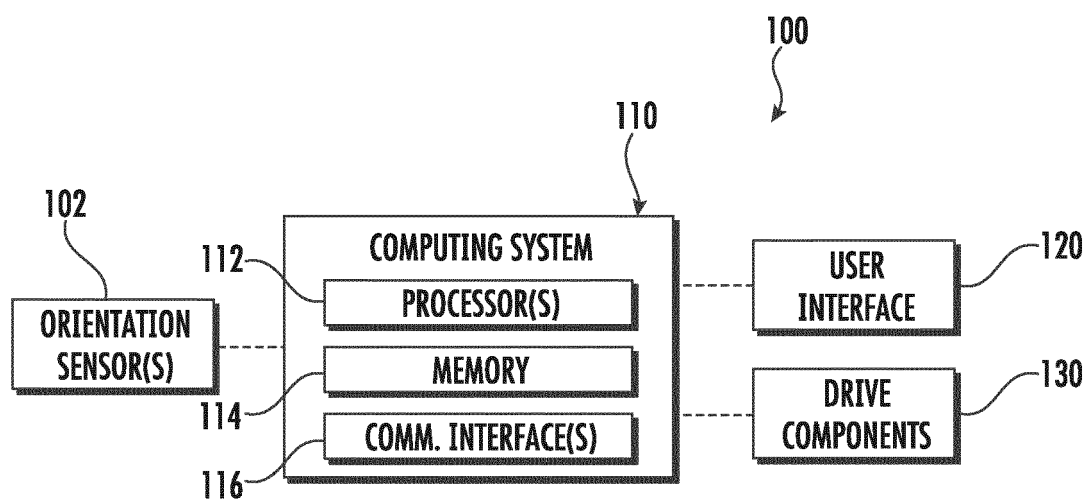 100
110
102
COMPUTING SYSTEM
112
PROCESSOR(S)
USER
INTERFACE
120
ORIENTATION
SENSOR(S)
MEMORY
114
DRIVE
COMPONENTS
130
COMM. INTERFACE(S)
116